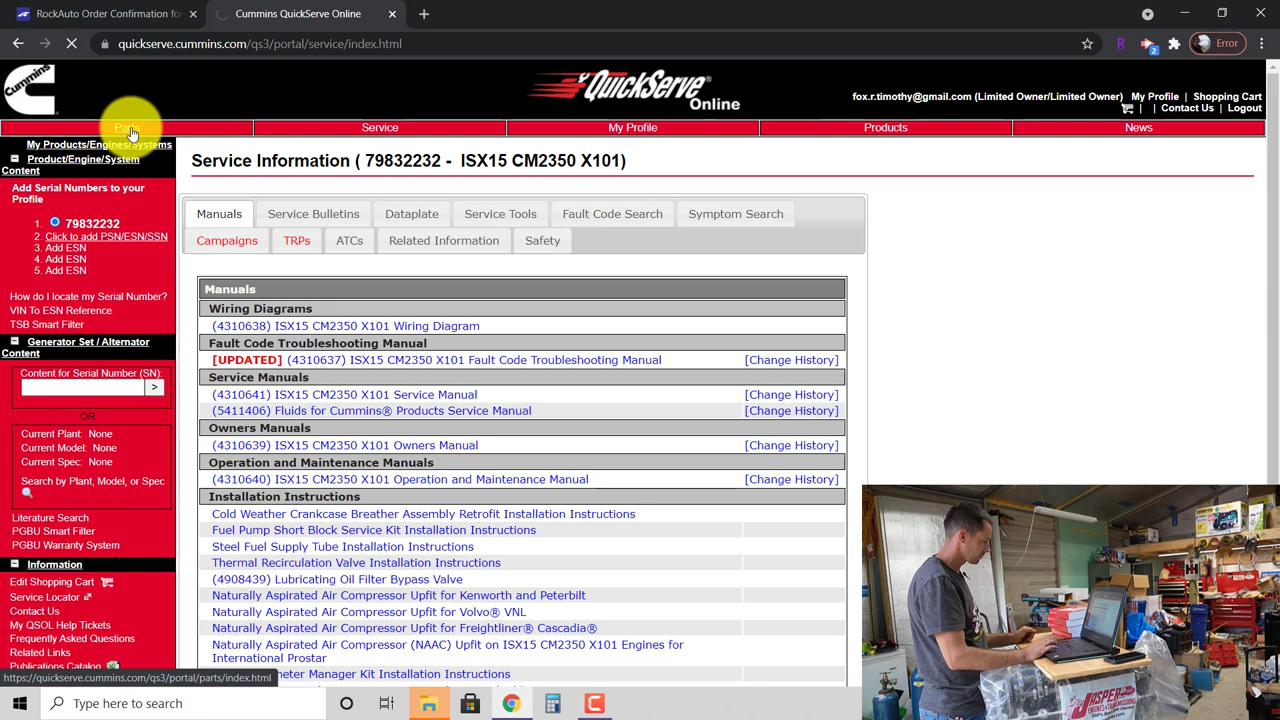 RockAuto Order Confirmation for
Cummins QuickServe Online
quickserve.cummins.com/qs3/portal/service/index.html
R
2
Error
Cummins
QuickServe
Online
fox.r.timothy@gmail.com (Limited Owner/Limited Owner) My Profile | Shopping Cart
| Contact Us | Logout
Parts
Service
My Profile
Products
News
My Products/Engines/Systems
Product/Engine/System
Content
Add Serial Numbers to your
Profile
1. 79832232
2. Click to add PSN/ESN/SSN
3. Add ESN
4. Add ESN
5. Add ESN
How do I locate my Serial Number?
VIN To ESN Reference
TSB Smart Filter
Generator Set / Alternator
Content
Content for Serial Number (SN):
>
OR
Current Plant: None
Current Model: None
Current Spec: None
Search by Plant, Model, or Spec
Literature Search
PGBU Smart Filter
PGBU Warranty System
Information
Edit Shopping Cart
Service Locator
Contact Us
My QSOL Help Tickets
Frequently Asked Questions
Related Links
Publications Catalog
Service Information ( 79832232 - ISX15 CM2350 X101)
Manuals
Service Bulletins
Dataplate
Service Tools
Fault Code Search
Symptom Search
Campaigns
TRPs
ATCs
Related Information
Safety
Manuals
Wiring Diagrams
(4310638) ISX15 CM2350 X101 Wiring Diagram
Fault Code Troubleshooting Manual
[UPDATED] (4310637) ISX15 CM2350 X101 Fault Code Troubleshooting Manual [Change History]
Service Manuals
(4310641) ISX15 CM2350 X101 Service Manual [Change History]
(5411406) Fluids for Cummins® Products Service Manual [Change History]
Owners Manuals
(4310639) ISX15 CM2350 X101 Owners Manual [Change History]
Operation and Maintenance Manuals
(4310640) ISX15 CM2350 X101 Operation and Maintenance Manual [Change History]
Installation Instructions
Cold Weather Crankcase Breather Assembly Retrofit Installation Instructions
Fuel Pump Short Block Service Kit Installation Instructions
Steel Fuel Supply Tube Installation Instructions
Thermal Recirculation Valve Installation Instructions
(4908439) Lubricating Oil Filter Bypass Valve
Naturally Aspirated Air Compressor Upfit for Kenworth and Peterbilt
Naturally Aspirated Air Compressor Upfit for Volvo® VNL
Naturally Aspirated Air Compressor Upfit for Freightliner® Cascadia®
Naturally Aspirated Air Compressor (NAAC) Upfit on ISX15 CM2350 X101 Engines for
International Prostar
meter Manager Kit Installation Instructions
https://quickserve.cummins.com/qs3/portal/parts/index.html
Type here to search
JASPER